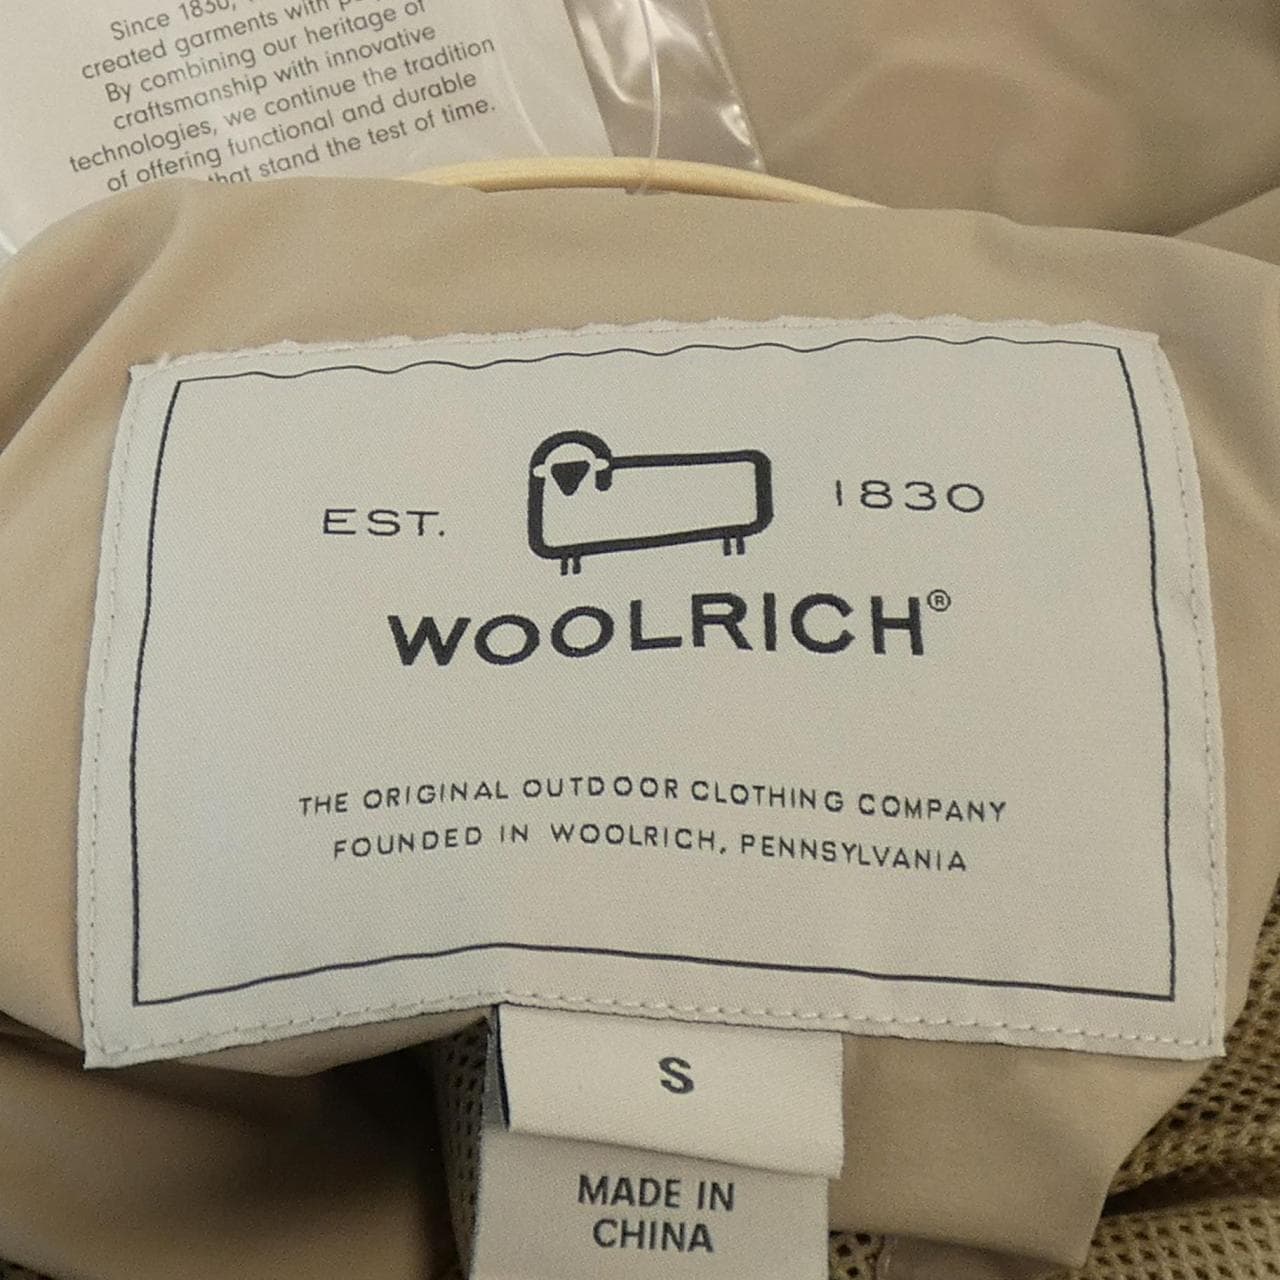 Since 1830,
created garments with
By combining our heritage of
craftsmanship with innovative
technologies, we continue the tradition
of offering functional and durable
that stand the test of time.
EST. 1830
WOOLRICH®
THE ORIGINAL OUTDOOR CLOTHING COMPANY
FOUNDED IN WOOLRICH, PENNSYLVANIA
S
MADE IN
CHINA